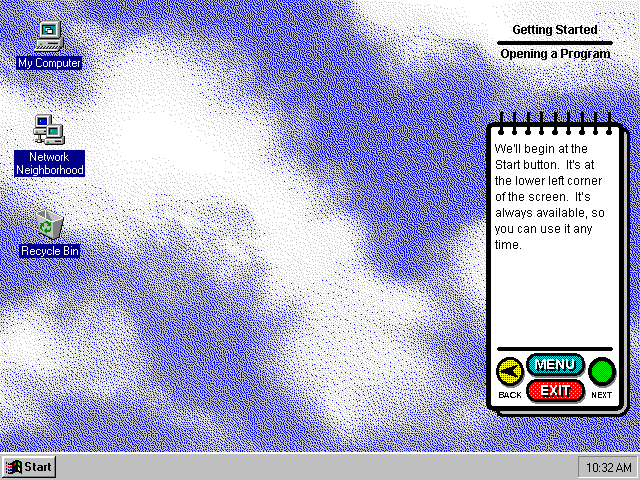 Getting Started
Opening a Program
My Computer
Network
Neighborhood
Recycle Bin
We'll begin at the
Start button. It's at
the lower left corner
of the screen. It's
always available, so
you can use it any
time.
MENU
EXIT
BACK
NEXT
Start
10:32 AM